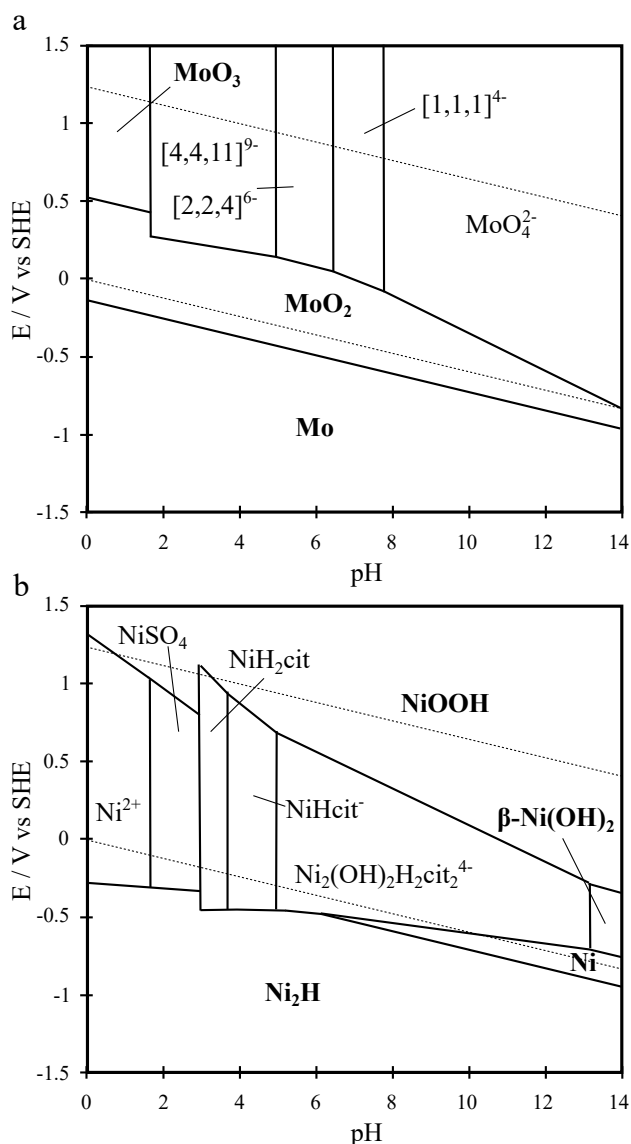 a
1.5
MoO₃
[1,1,1]⁴⁻
1
[4,4,11]⁹⁻
[2,2,4]⁶⁻
0.5
MoO₄²⁻
E / V vs SHE
0
MoO₂
-0.5
Mo
-1
-1.5
0 2 4 6 8 10 12 14
pH
b
1.5
NiSO₄
NiH₂cit
1
NiOOH
0.5
Ni²⁺
NiHcit⁻
β-Ni(OH)₂
E / V vs SHE
0
Ni₂(OH)₂H₂cit₂⁴⁻
-0.5
Ni
Ni₂H
-1
-1.5
0 2 4 6 8 10 12 14
pH